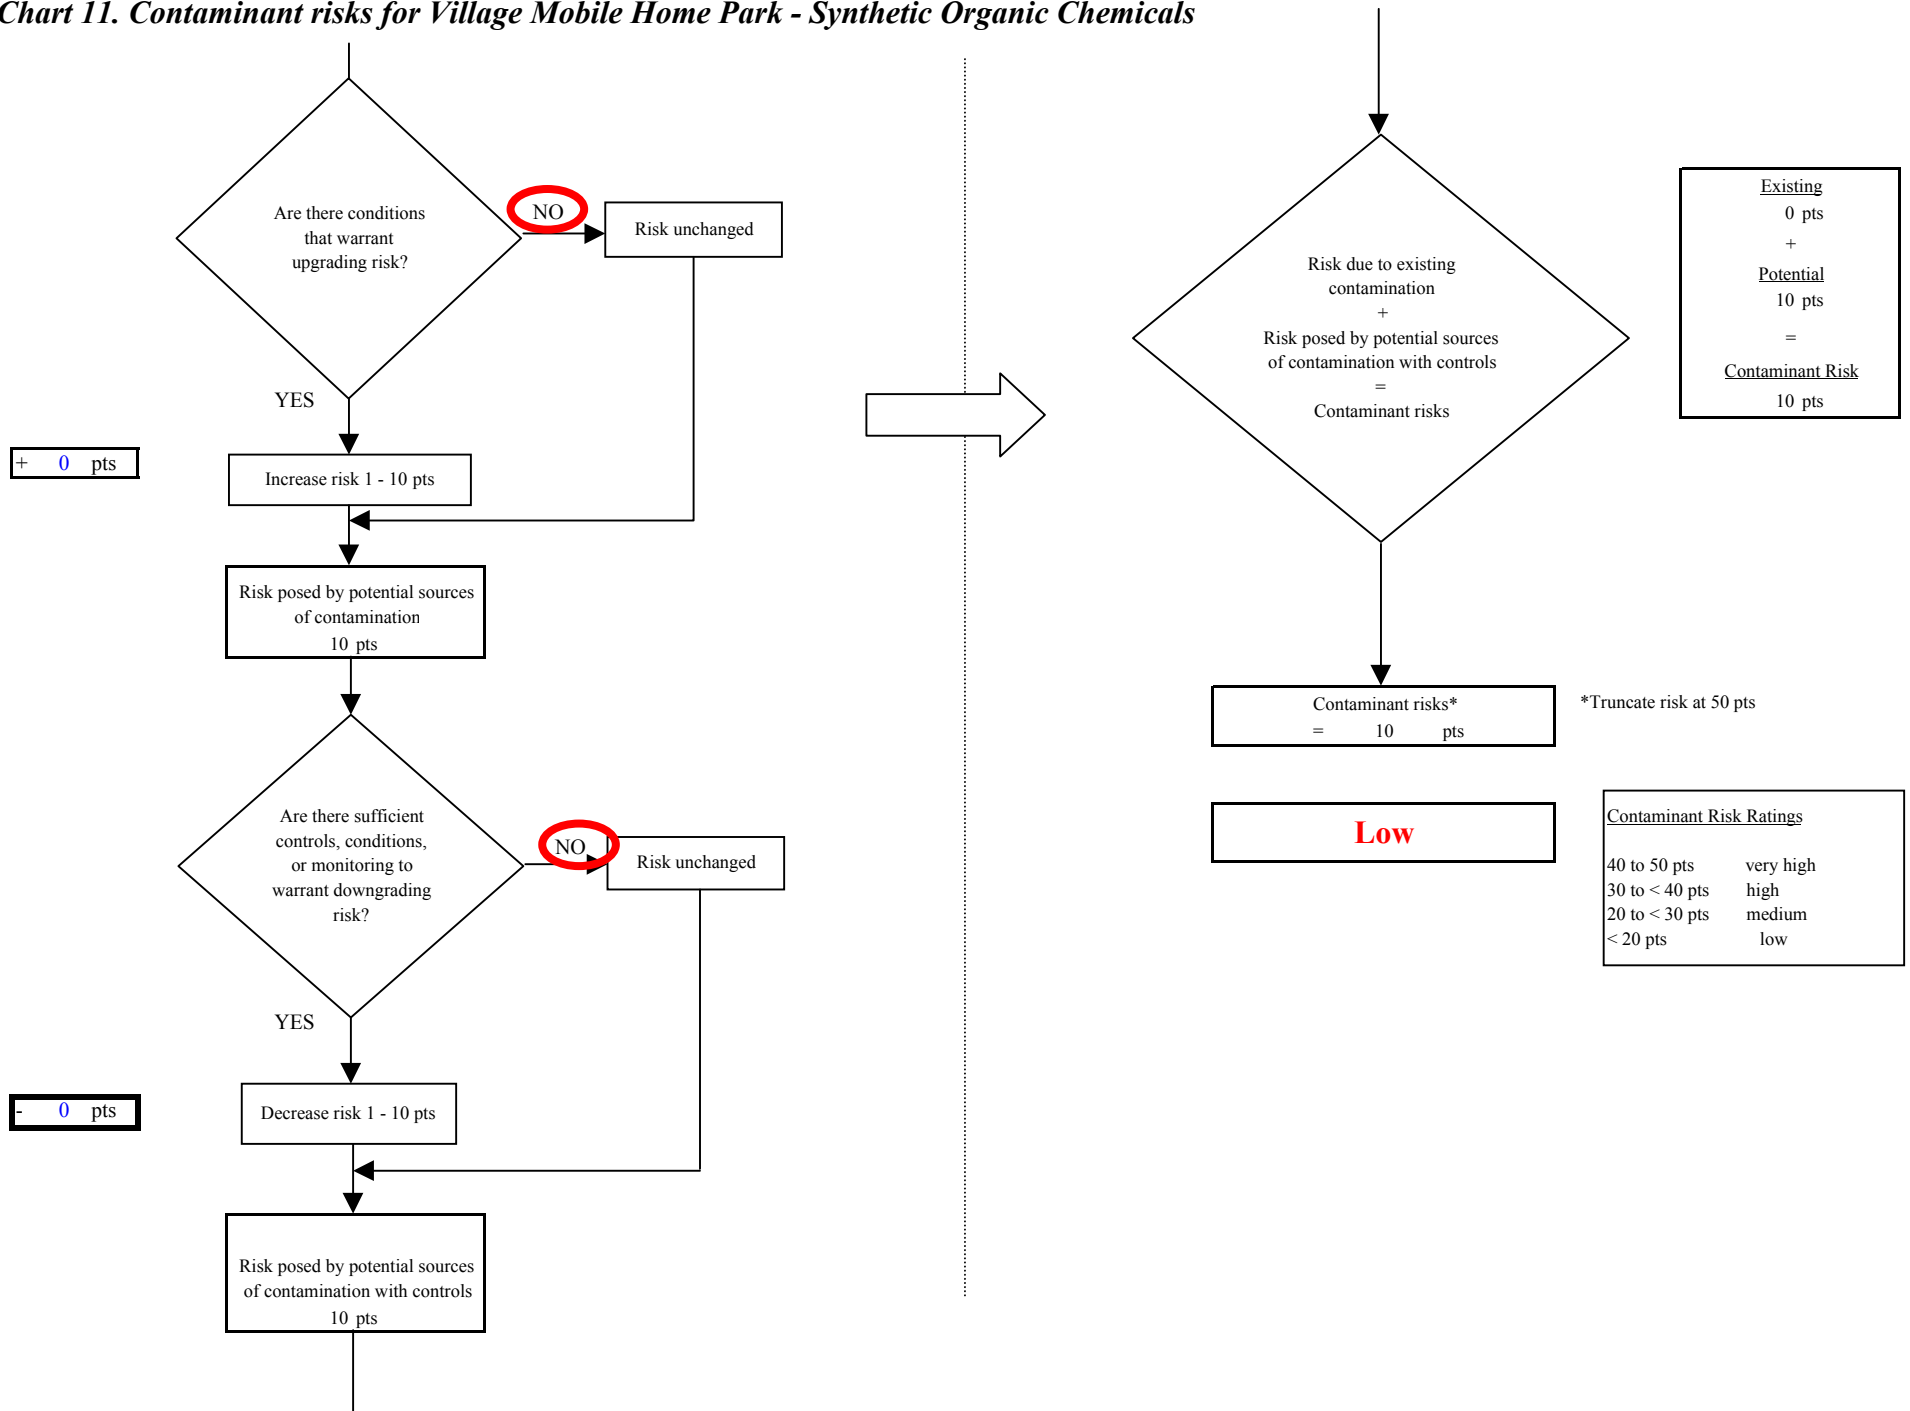 Chart 11. Contaminant risks for Village Mobile Home Park - Synthetic Organic Chemicals
Are there conditions
that warrant
upgrading risk?
NO
Risk unchanged
YES
+ 0 pts
Increase risk 1 - 10 pts
Risk posed by potential sources
of contamination
10 pts
Are there sufficient
controls, conditions,
or monitoring to
warrant downgrading
risk?
NO
Risk unchanged
YES
- 0 pts
Decrease risk 1 - 10 pts
Risk posed by potential sources
of contamination with controls
10 pts
Risk due to existing
contamination
+
Risk posed by potential sources
of contamination with controls
=
Contaminant risks
Existing
0 pts
+
Potential
10 pts
=
Contaminant Risk
10 pts
Contaminant risks*
= 10 pts
*Truncate risk at 50 pts
Low
Contaminant Risk Ratings
40 to 50 pts very high
30 to < 40 pts high
20 to < 30 pts medium
< 20 pts low